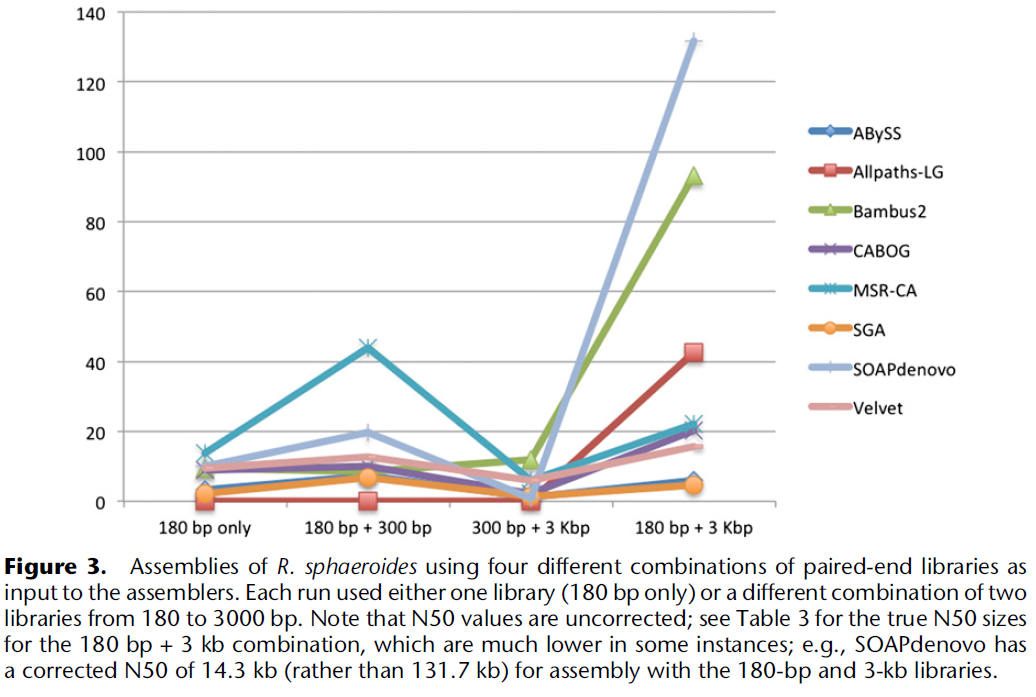 140
120
100
80
60
40
20
0
180 bp only
180 bp + 300 bp
300 bp + 3 Kbp
180 bp + 3 Kbp
ABySS
Allpaths-LG
Bambus2
CABOG
MSR-CA
SGA
SOAPdenovo
Velvet
Figure 3. Assemblies of R. sphaeroides using four different combinations of paired-end libraries as
input to the assemblers. Each run used either one library (180 bp only) or a different combination of two
libraries from 180 to 3000 bp. Note that N50 values are uncorrected; see Table 3 for the true N50 sizes
for the 180 bp + 3 kb combination, which are much lower in some instances; e.g., SOAPdenovo has
a corrected N50 of 14.3 kb (rather than 131.7 kb) for assembly with the 180-bp and 3-kb libraries.